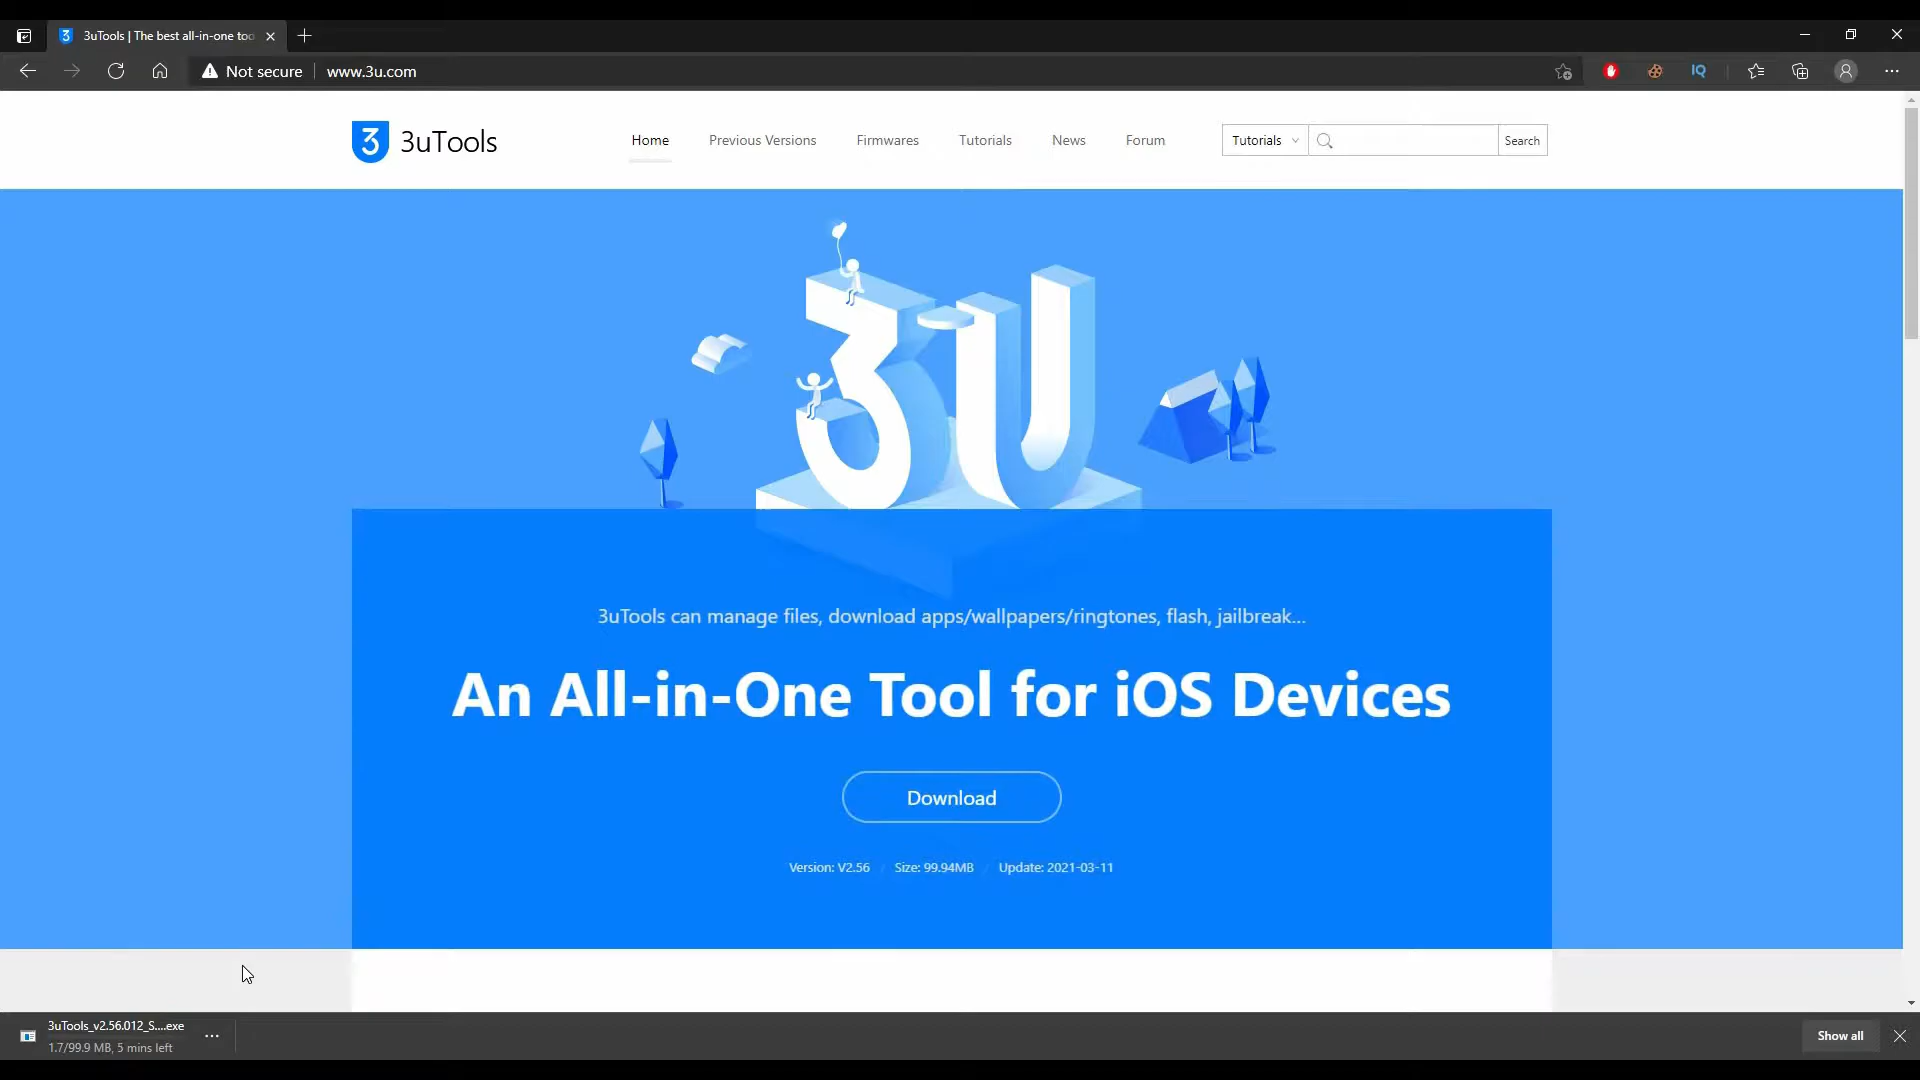 3uTools | The best all-in-one too
Not secure
www.3u.com
IQ
3 3uTools
Home
Previous Versions
Firmwares
Tutorials
News
Forum
Tutorials
Search
3U
3uTools can manage files, download apps/wallpapers/ringtones, flash, jailbreak...
An All-in-One Tool for iOS Devices
Download
Version: V2.56 / Size: 99.94MB / Update: 2021-03-11
3uTools_v2.56.012_S....exe
1.7/99.9 MB, 5 mins left
Show all